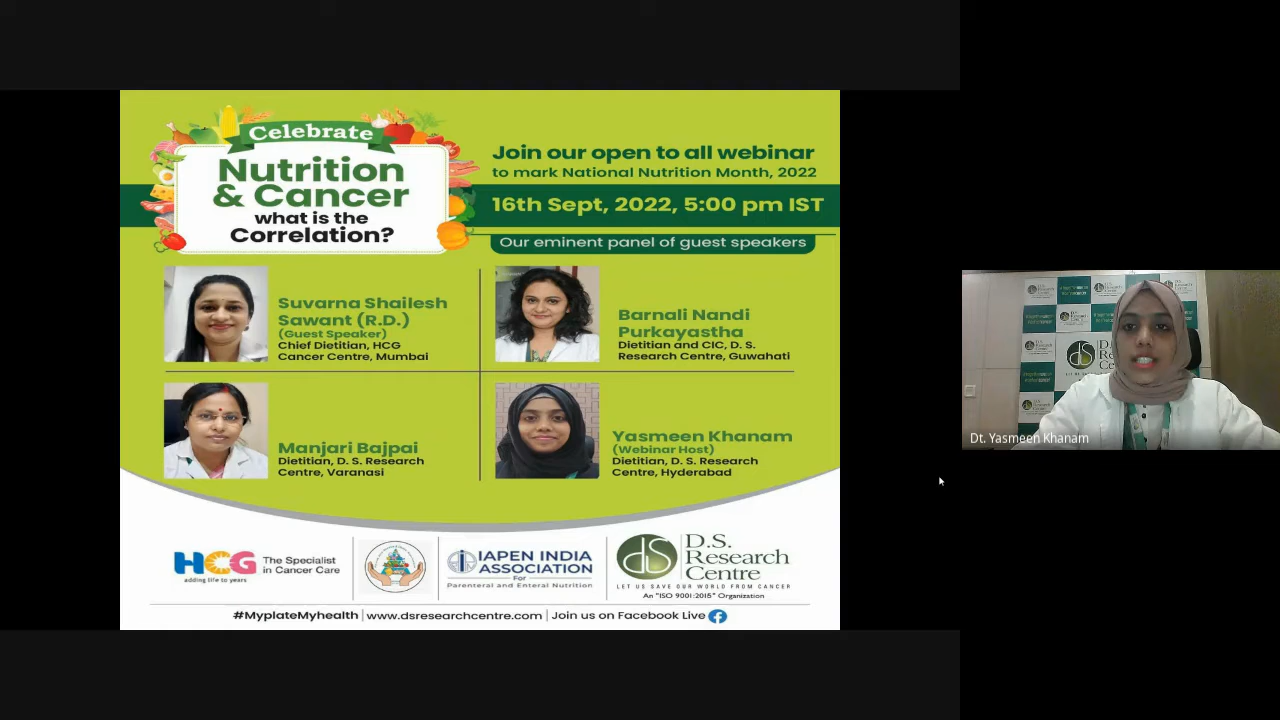 Celebrate
Nutrition
& Cancer
what is the
Correlation?
Join our open to all webinar
to mark National Nutrition Month, 2022
16th Sept, 2022, 5:00 pm IST
Our eminent panel of guest speakers
Suvarna Shailesh
Sawant (R.D.)
(Guest Speaker)
Chief Dietitian, HCG
Cancer Centre, Mumbai
Barnali Nandi
Purkayastha
Dietitian and CIC, D. S.
Research Centre, Guwahati
Manjari Bajpai
Dietitian, D. S. Research
Centre, Varanasi
Yasmeen Khanam
(Webinar Host)
Dietitian, D. S. Research
Centre, Hyderabad
HCG
adding life to years
The Specialist
in Cancer Care
IAPEN INDIA
ASSOCIATION
For
Parenteral and Enteral Nutrition
dS
D.S.
Research
Centre
LET US SAVE OUR WORLD FROM CANCER
An "ISO 9001:2015" Organization
#MyplateMyhealth | www.dsresearchcentre.com | Join us on Facebook Live
Dt. Yasmeen Khanam